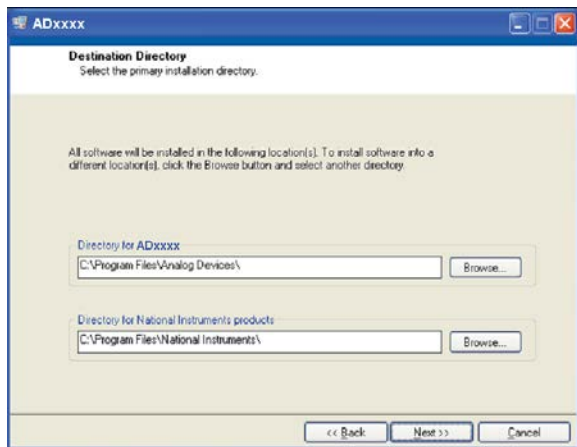 ADxxxx
Destination Directory
Select the primary installation directory.
All software will be installed in the following location(s). To install software into a
different location(s), click the Browse button and select another directory.
Directory for ADxxxx
C:\Program Files\Analog Devices\
Browse...
Directory for National Instruments products
C:\Program Files\National Instruments\
Browse...
<< Back
Next >>
Cancel